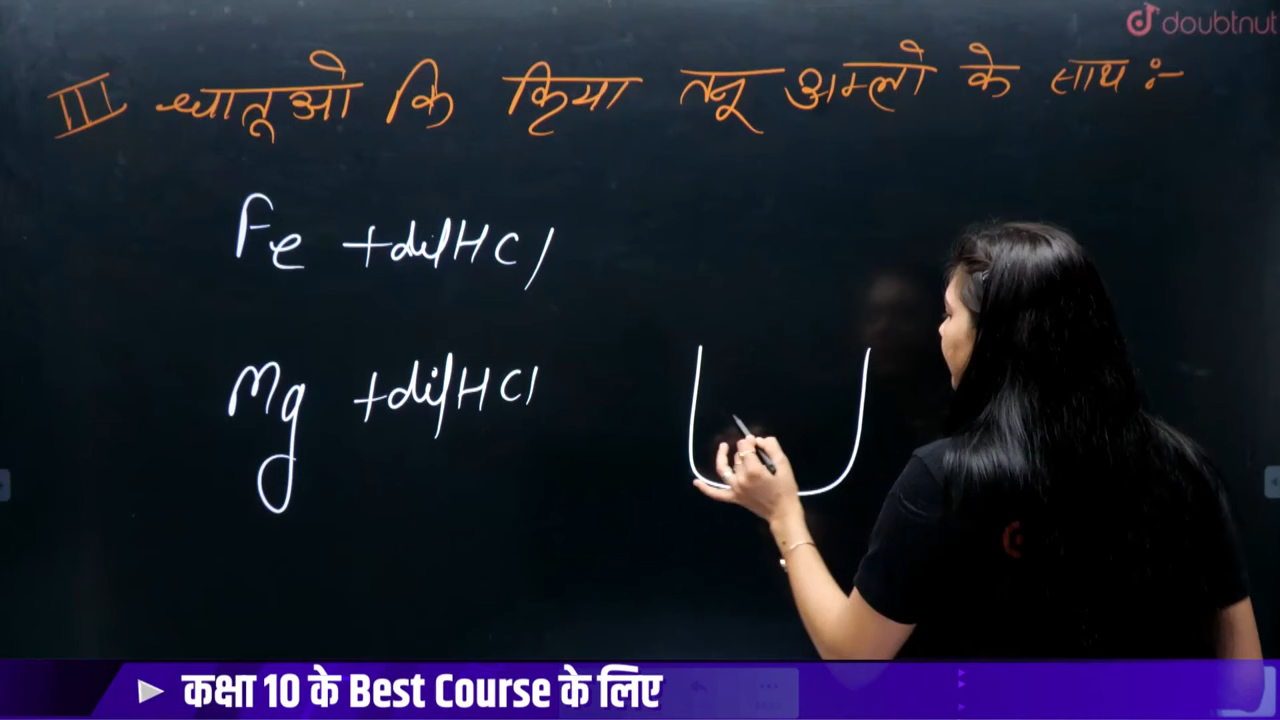 doubtnut
III धातूओ कि क्रिया तनू अम्लो के साथ :-
Fe + dil HCl
Mg + dil HCl
कक्षा 10 के Best Course के लिए